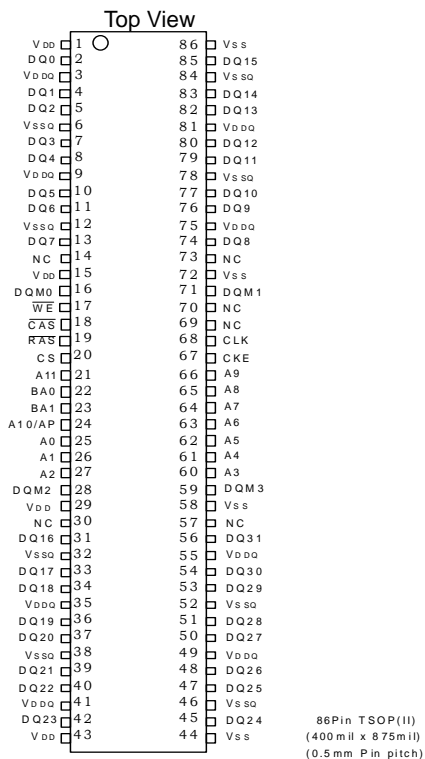 Top View
VDD 1 86 VSS
DQ0 2 85 DQ15
VDDQ 3 84 VSSQ
DQ1 4 83 DQ14
DQ2 5 82 DQ13
VSSQ 6 81 VDDQ
DQ3 7 80 DQ12
DQ4 8 79 DQ11
VDDQ 9 78 VSSQ
DQ5 10 77 DQ10
DQ6 11 76 DQ9
VSSQ 12 75 VDDQ
DQ7 13 74 DQ8
NC 14 73 NC
VDD 15 72 VSS
DQM0 16 71 DQM1
WE 17 70 NC
CAS 18 69 NC
RAS 19 68 CLK
CS 20 67 CKE
A11 21 66 A9
BA0 22 65 A8
BA1 23 64 A7
A10/AP 24 63 A6
A0 25 62 A5
A1 26 61 A4
A2 27 60 A3
DQM2 28 59 DQM3
VDD 29 58 VSS
NC 30 57 NC
DQ16 31 56 DQ31
VSSQ 32 55 VDDQ
DQ17 33 54 DQ30
DQ18 34 53 DQ29
VDDQ 35 52 VSSQ
DQ19 36 51 DQ28
DQ20 37 50 DQ27
VSSQ 38 49 VDDQ
DQ21 39 48 DQ26
DQ22 40 47 DQ25
VDDQ 41 46 VSSQ
DQ23 42 45 DQ24
VDD 43 44 VSS
86Pin TSOP(II)
(400mil x 875mil)
(0.5mm Pin pitch)